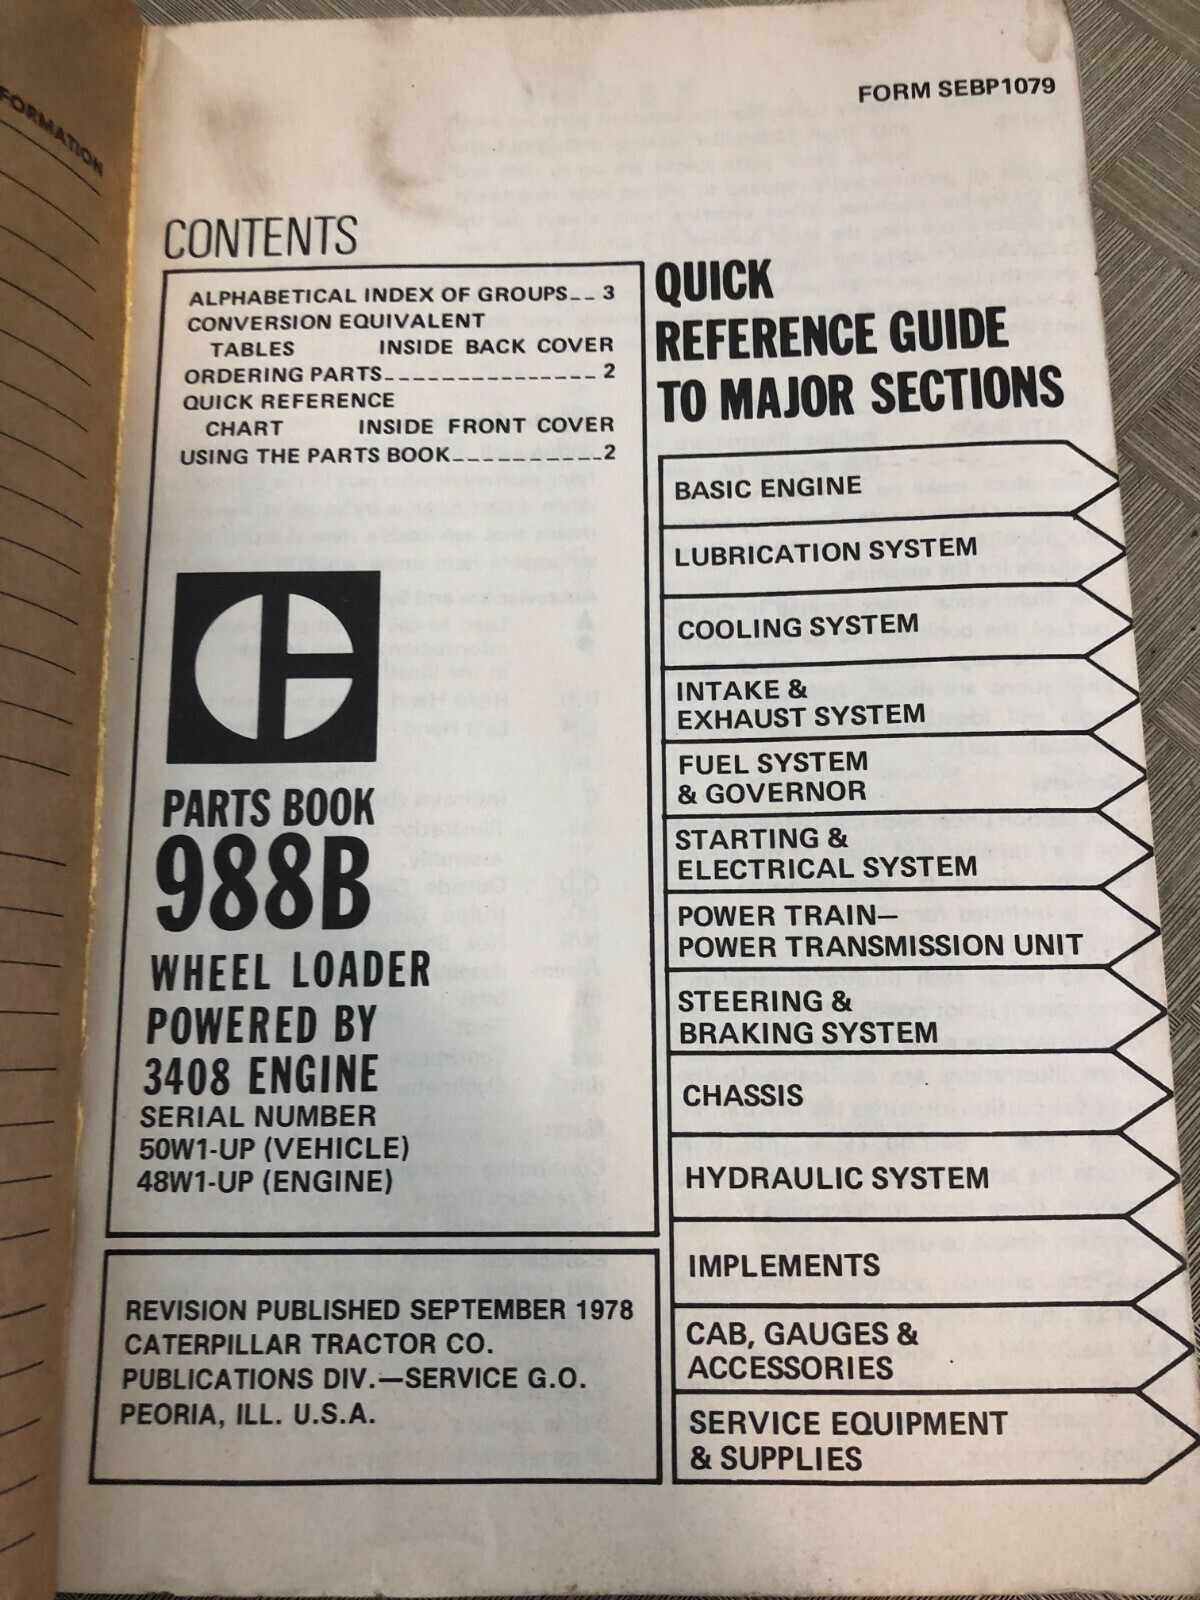 FORMATION
FORM SEBP1079
CONTENTS
ALPHABETICAL INDEX OF GROUPS__ 3
CONVERSION EQUIVALENT
TABLES INSIDE BACK COVER
ORDERING PARTS_______________ 2
QUICK REFERENCE
CHART INSIDE FRONT COVER
USING THE PARTS BOOK__________2
PARTS BOOK
988B
WHEEL LOADER
POWERED BY
3408 ENGINE
SERIAL NUMBER
50W1-UP (VEHICLE)
48W1-UP (ENGINE)
REVISION PUBLISHED SEPTEMBER 1978
CATERPILLAR TRACTOR CO.
PUBLICATIONS DIV.—SERVICE G.O.
PEORIA, ILL. U.S.A.
QUICK
REFERENCE GUIDE
TO MAJOR SECTIONS
BASIC ENGINE
LUBRICATION SYSTEM
COOLING SYSTEM
INTAKE &
EXHAUST SYSTEM
FUEL SYSTEM
& GOVERNOR
STARTING &
ELECTRICAL SYSTEM
POWER TRAIN—
POWER TRANSMISSION UNIT
STEERING &
BRAKING SYSTEM
CHASSIS
HYDRAULIC SYSTEM
IMPLEMENTS
CAB, GAUGES &
ACCESSORIES
SERVICE EQUIPMENT
& SUPPLIES